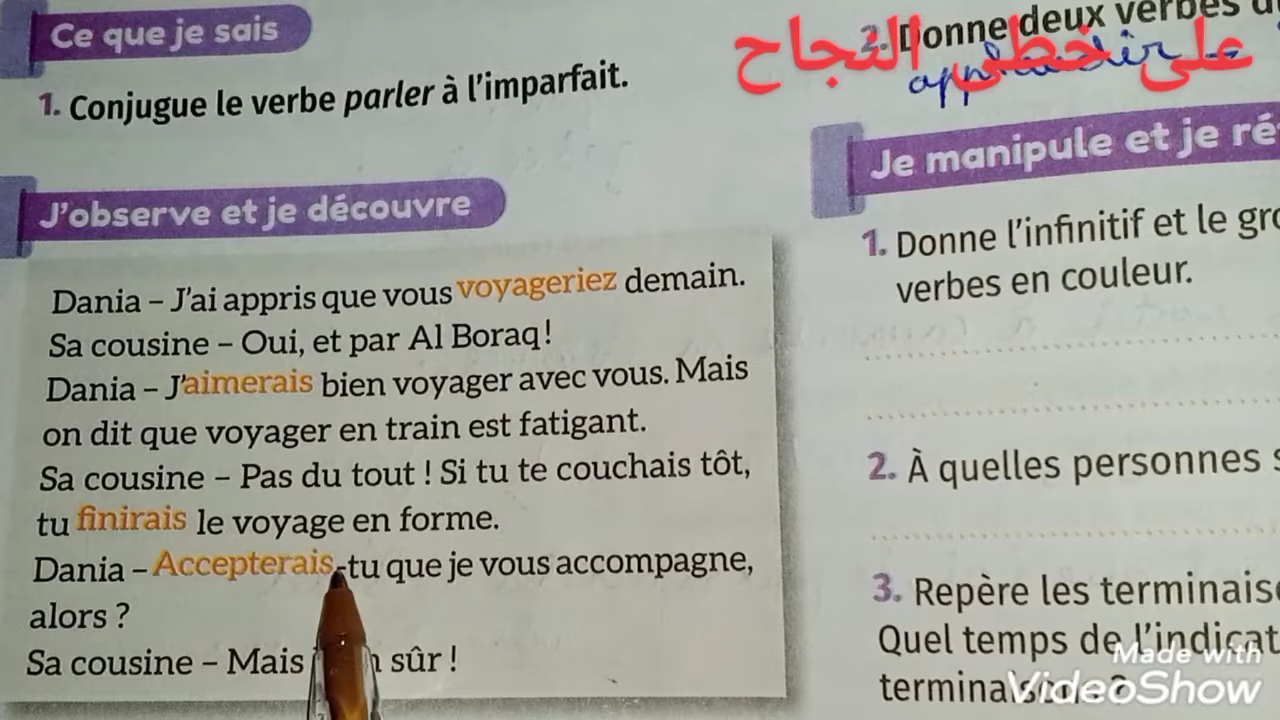 Ce que je sais
1. Conjugue le verbe parler à l'imparfait.
J'observe et je découvre
Dania – J'ai appris que vous voyageriez demain.
Sa cousine – Oui, et par Al Boraq !
Dania – J'aimerais bien voyager avec vous. Mais
on dit que voyager en train est fatigant.
Sa cousine – Pas du tout ! Si tu te couchais tôt,
tu finirais le voyage en forme.
Dania – Accepterais-tu que je vous accompagne,
alors ?
Sa cousine – Mais sûr !
على خطى النجاح
2. Donne deux verbes
Je manipule et je ré
1. Donne l'infinitif et le gro
verbes en couleur.
2. À quelles personnes s
3. Repère les terminaiso
Quel temps de l'indicat
Made with
VideoShow